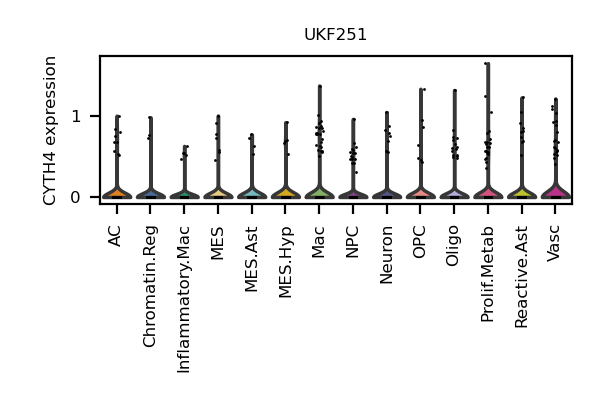 UKF251
CYTH4 expression
1
0
AC
Chromatin.Reg
Inflammatory.Mac
MES
MES.Ast
MES.Hyp
Mac
NPC
Neuron
OPC
Oligo
Prolif.Metab
Reactive.Ast
Vasc